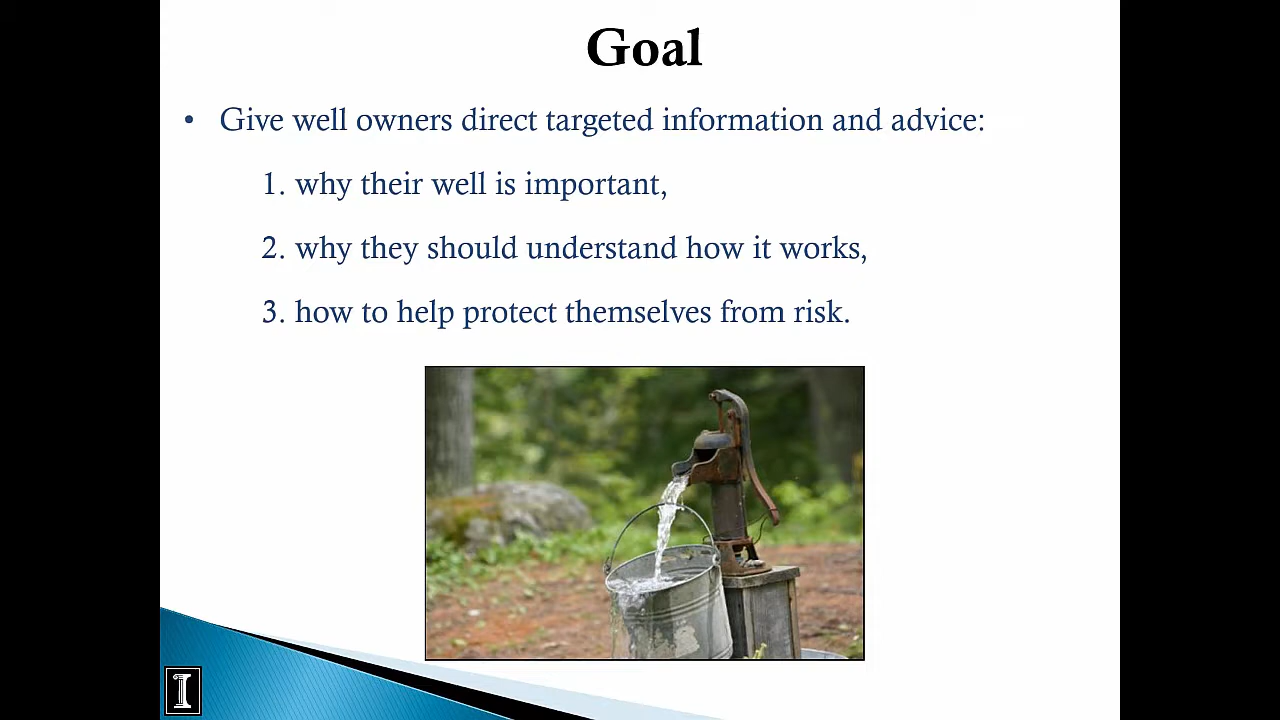 Goal
• Give well owners direct targeted information and advice:
1. why their well is important,
2. why they should understand how it works,
3. how to help protect themselves from risk.
I